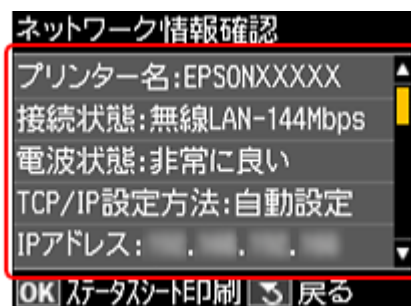 ネットワーク情報確認
プリンター名:EPSONXXXXX
接続状態:無線LAN-144Mbps
電波状態:非常に良い
TCP/IP設定方法:自動設定
IPアドレス: . . .
OK ステータスシート印刷 戻る